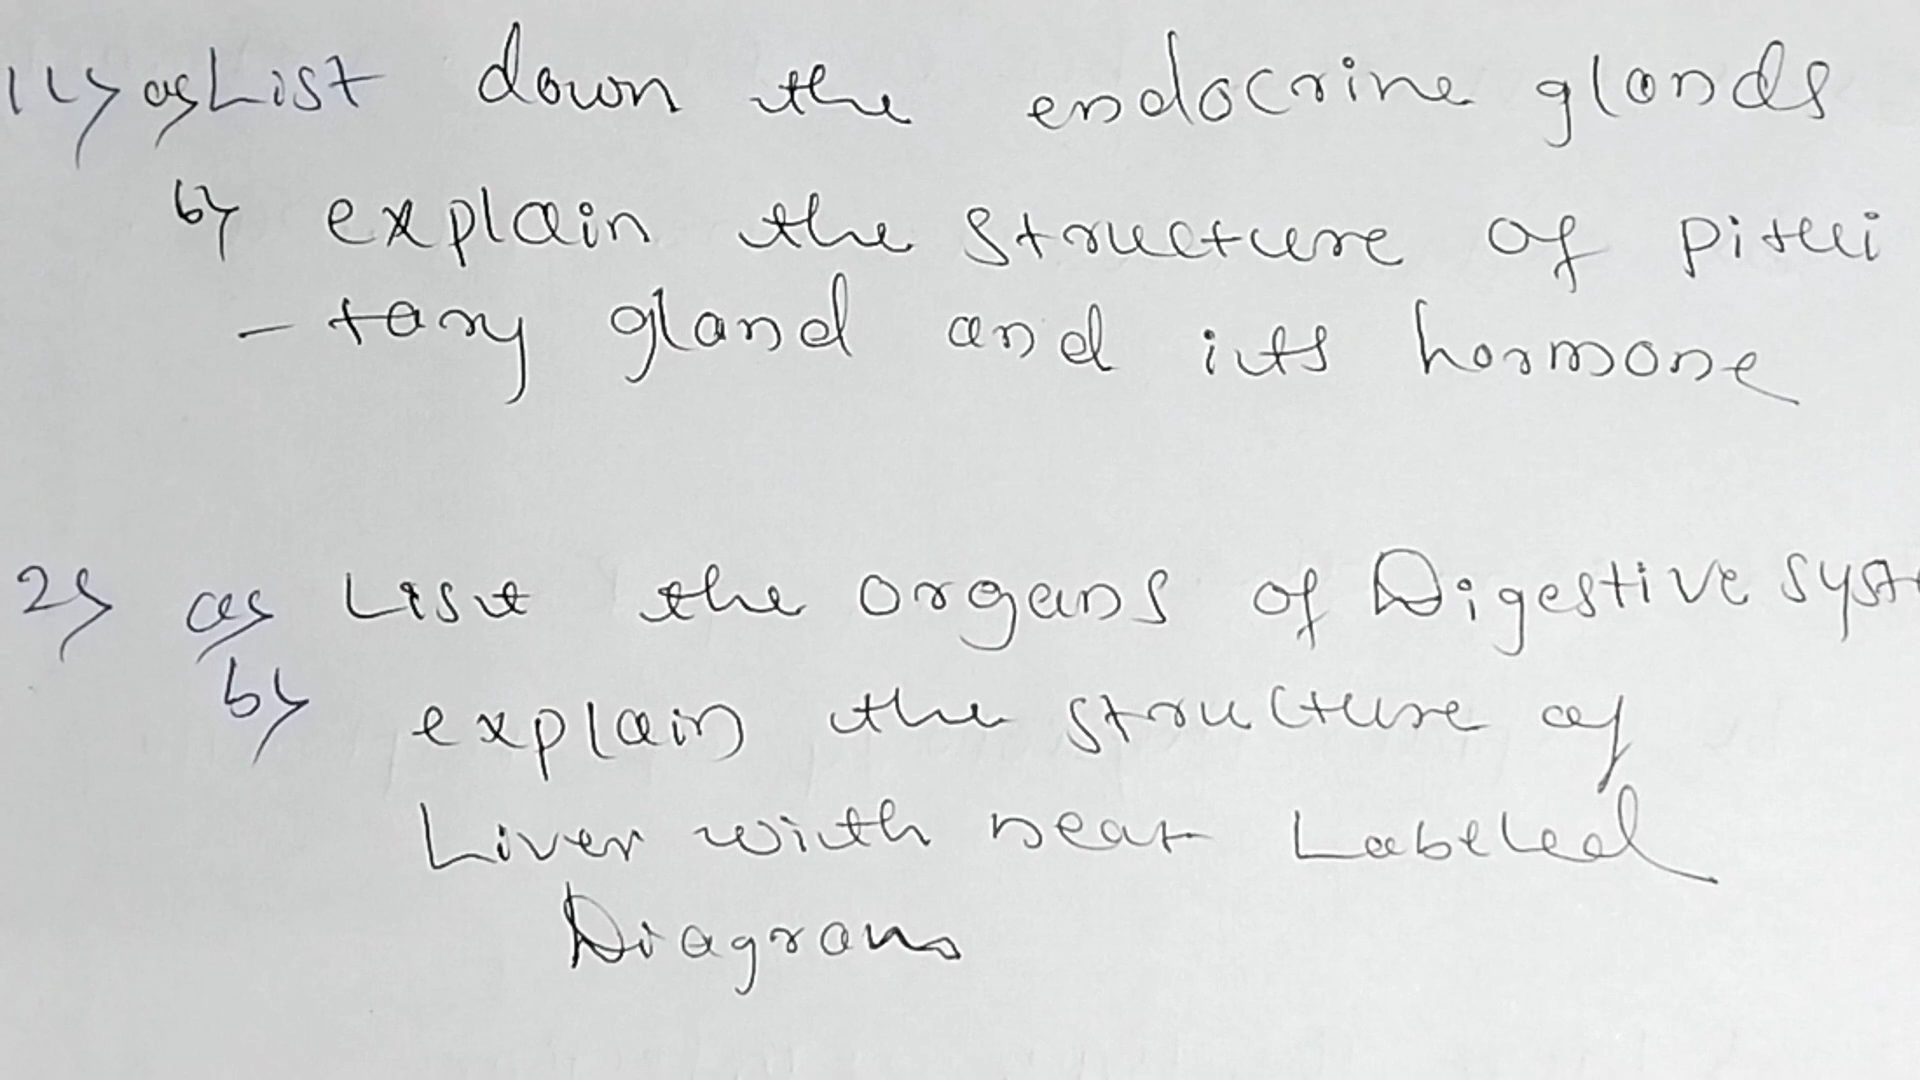 1) a) List down the endocrine glands
b) explain the structure of pitui
- tary gland and its hormone
2) a) List the organs of Digestive syst
b) explain the structure of
Liver with neat Labeled
Diagram